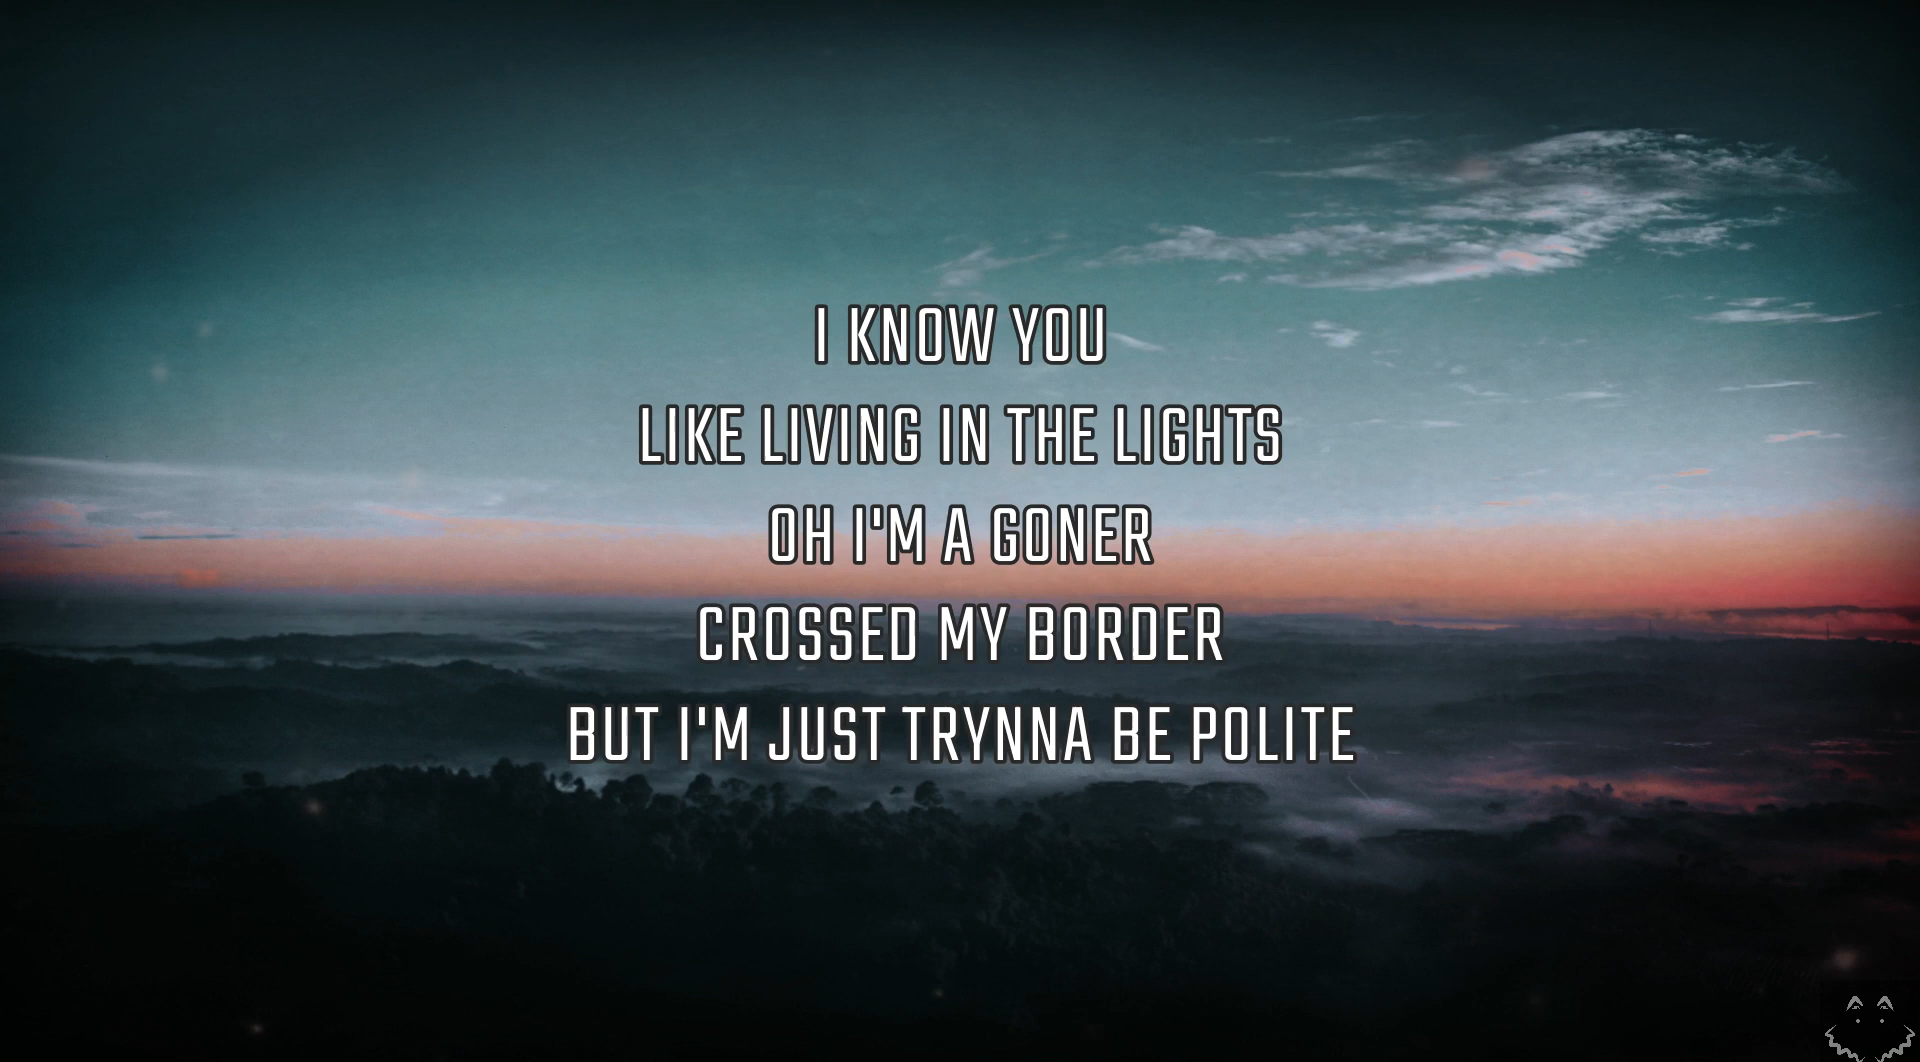 I KNOW YOU
LIKE LIVING IN THE LIGHTS
OH I'M A GONER
CROSSED MY BORDER
BUT I'M JUST TRYNNA BE POLITE